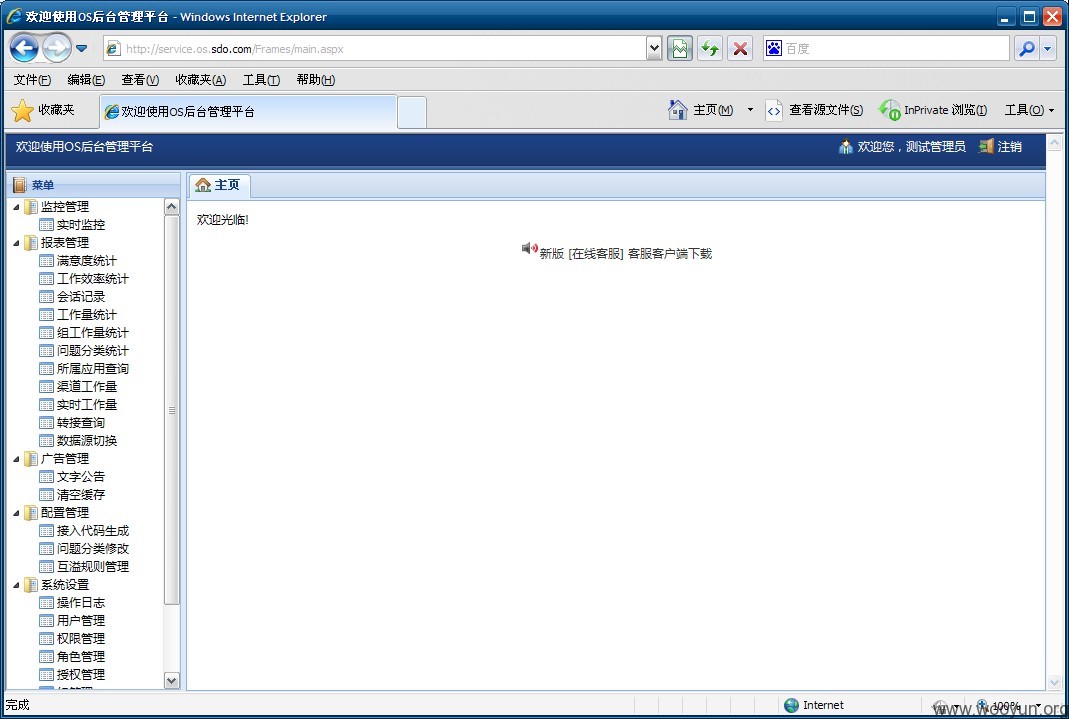 欢迎使用OS后台管理平台 - Windows Internet Explorer
http://service.os.sdo.com/Frames/main.aspx
百度
文件(F) 编辑(E) 查看(V) 收藏夹(A) 工具(T) 帮助(H)
收藏夹 欢迎使用OS后台管理平台 主页(M) 查看源文件(S) InPrivate 浏览(I) 工具(O)
欢迎使用OS后台管理平台 欢迎您，测试管理员 注销
菜单
主页
监控管理
实时监控
报表管理
满意度统计
工作效率统计
会话记录
工作量统计
组工作量统计
问题分类统计
所属应用查询
渠道工作量
实时工作量
转接查询
数据源切换
广告管理
文字公告
清空缓存
配置管理
接入代码生成
问题分类修改
互溢规则管理
系统设置
操作日志
用户管理
权限管理
角色管理
授权管理
欢迎光临!
新版 [在线客服] 客服客户端下载
完成 Internet 100%
www.wooyun.org